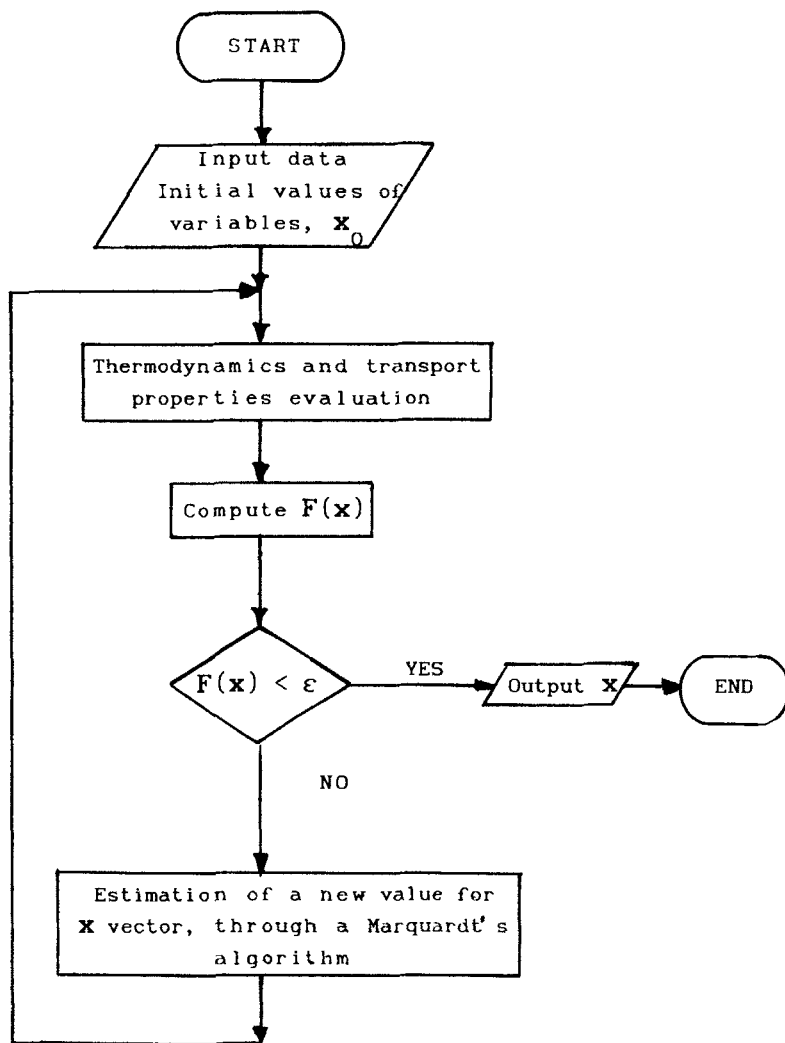 START
Input data
Initial values of
variables, X₀
Thermodynamics and transport
properties evaluation
Compute F(x)
F(x) < ε
YES
Output X
END
NO
Estimation of a new value for
X vector, through a Marquardt's
algorithm